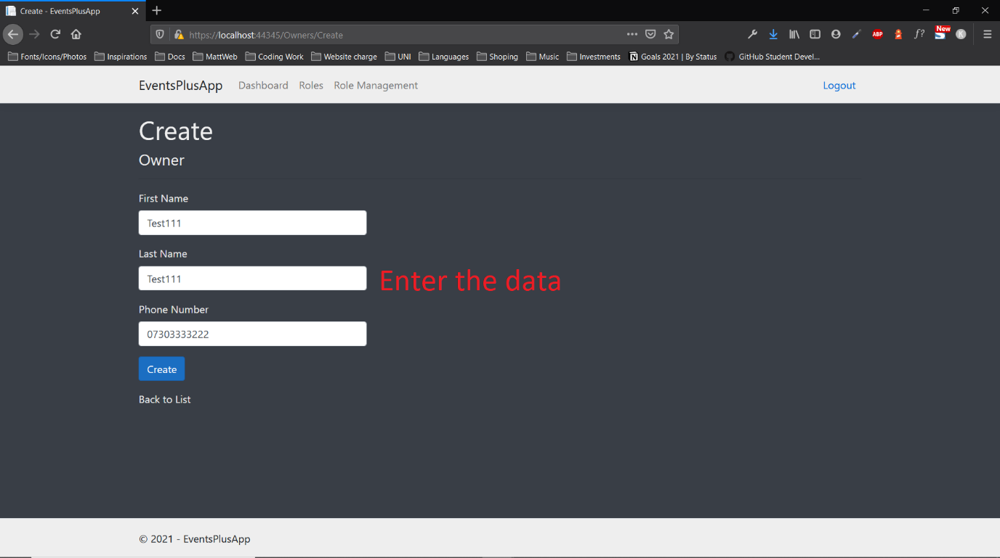 Create - EventsPlusApp
https://localhost:44345/Owners/Create
ABP
f?
New
S
K
Fonts/Icons/Photos Inspirations Docs MattWeb Coding Work Website charge UNI Languages Shoping Music Investments Goals 2021 | By Status GitHub Student Devel...
EventsPlusApp Dashboard Roles Role Management Logout
Create
Owner
First Name
Test111
Last Name
Test111
Enter the data
Phone Number
07303333222
Create
Back to List
© 2021 - EventsPlusApp